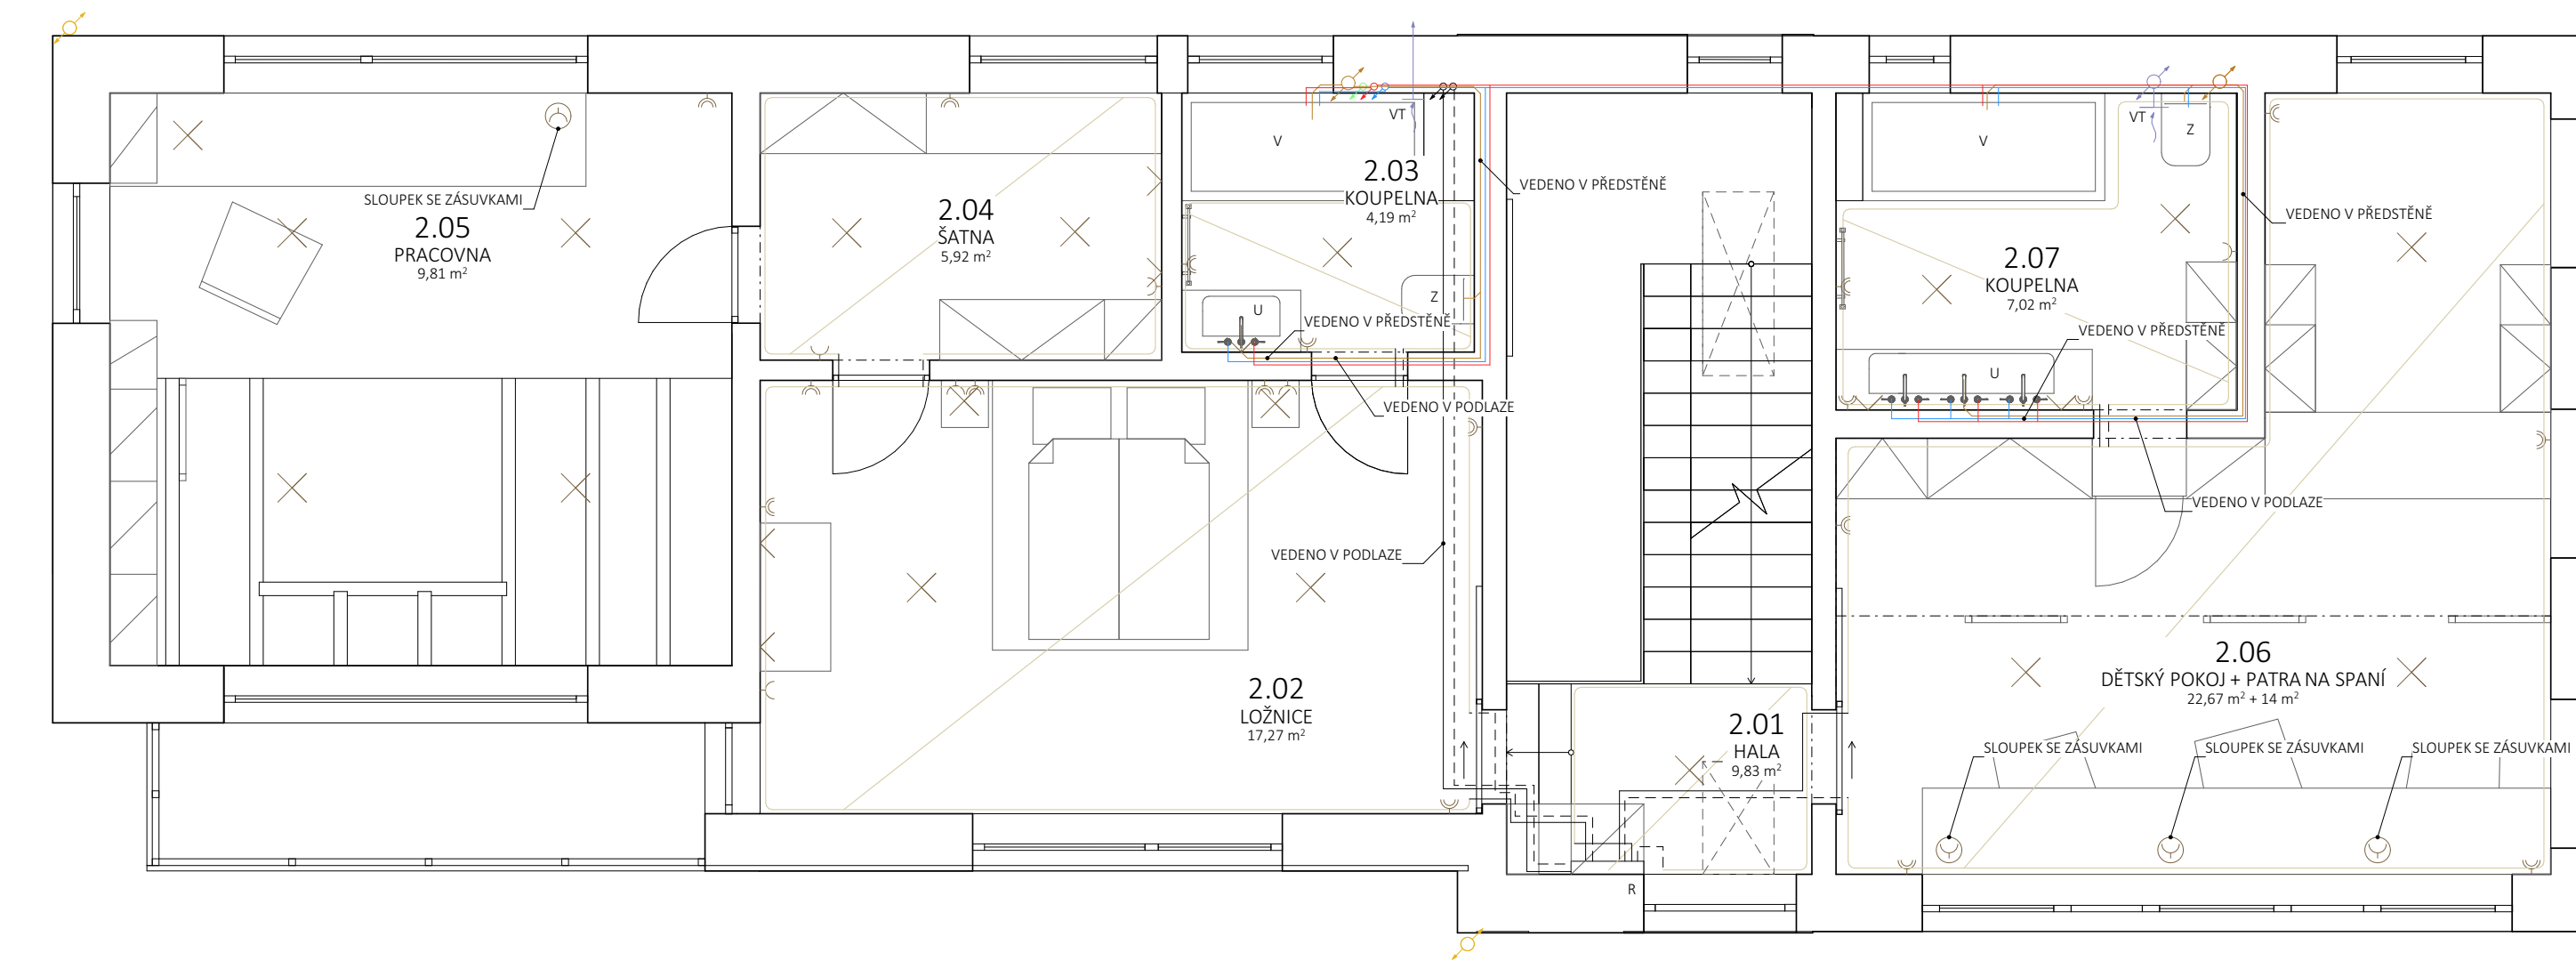 VT
V
2.03
KOUPELNA
4,19 m²
VEDENO V PŘEDSTĚNĚ
Z
U
VEDENO V PŘEDSTĚNĚ
VEDENO V PODLAZE
SLOUPEK SE ZÁSUVKAMI
2.05
PRACOVNA
9,81 m²
2.04
ŠATNA
5,92 m²
VT
Z
V
VEDENO V PŘEDSTĚNĚ
2.07
KOUPELNA
7,02 m²
VEDENO V PŘEDSTĚNĚ
U
VEDENO V PODLAZE
VEDENO V PODLAZE
2.02
LOŽNICE
17,27 m²
2.01
HALA
9,83 m²
R
2.06
DĚTSKÝ POKOJ + PATRA NA SPANÍ
22,67 m² + 14 m²
SLOUPEK SE ZÁSUVKAMI
SLOUPEK SE ZÁSUVKAMI
SLOUPEK SE ZÁSUVKAMI